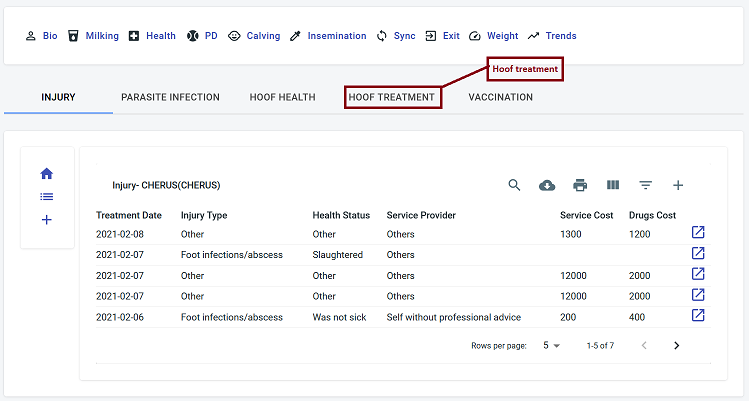 Bio Milking Health PD Calving Insemination Sync Exit Weight Trends
Hoof treatment
INJURY PARASITE INFECTION HOOF HEALTH HOOF TREATMENT VACCINATION
Injury- CHERUS(CHERUS)
Treatment Date Injury Type Health Status Service Provider Service Cost Drugs Cost
2021-02-08 Other Other Others 1300 1200
2021-02-07 Foot infections/abscess Slaughtered Others
2021-02-07 Other Other Others 12000 2000
2021-02-07 Other Other Others 12000 2000
2021-02-06 Foot infections/abscess Was not sick Self without professional advice 200 400
Rows per page: 5 1-5 of 7